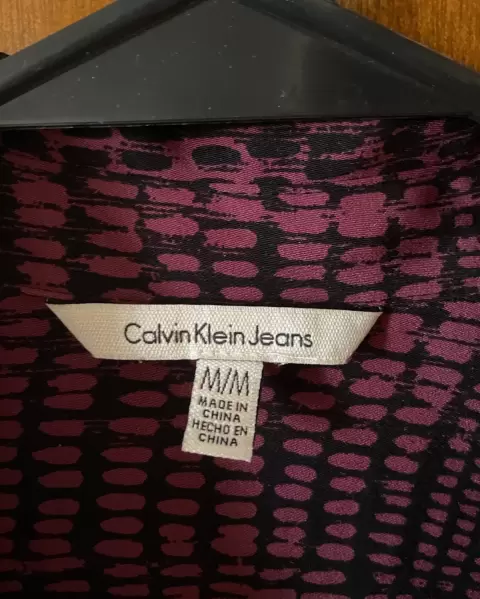 Calvin Klein Jeans
M/M
MADE IN
CHINA
HECHO EN
CHINA